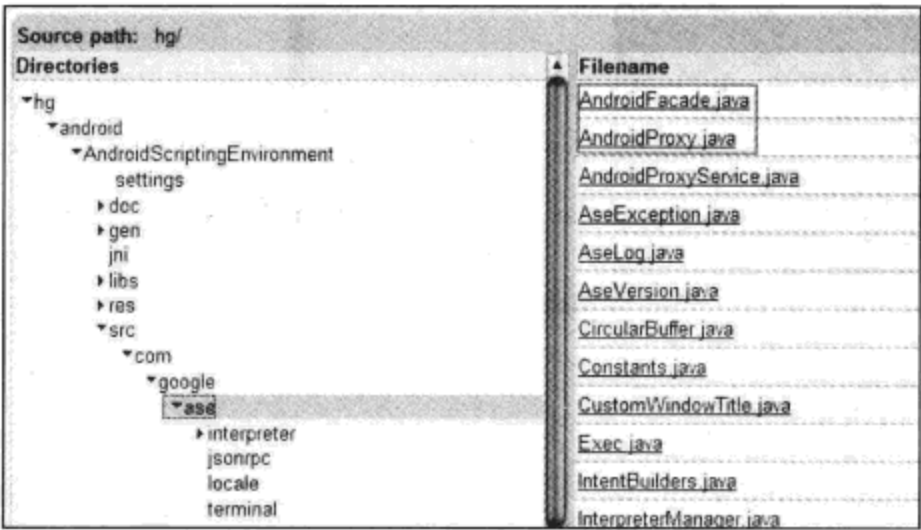 Source path: hg/
Directories
hg
android
AndroidScriptingEnvironment
settings
doc
gen
jni
libs
res
src
com
google
ase
interpreter
jsonrpc
locale
terminal
Filename
AndroidFacade.java
AndroidProxy.java
AndroidProxyService.java
AseException.java
AseLog.java
AseVersion.java
CircularBuffer.java
Constants.java
CustomWindowTitle.java
Exec.java
IntentBuilders.java
InterpreterManager.java